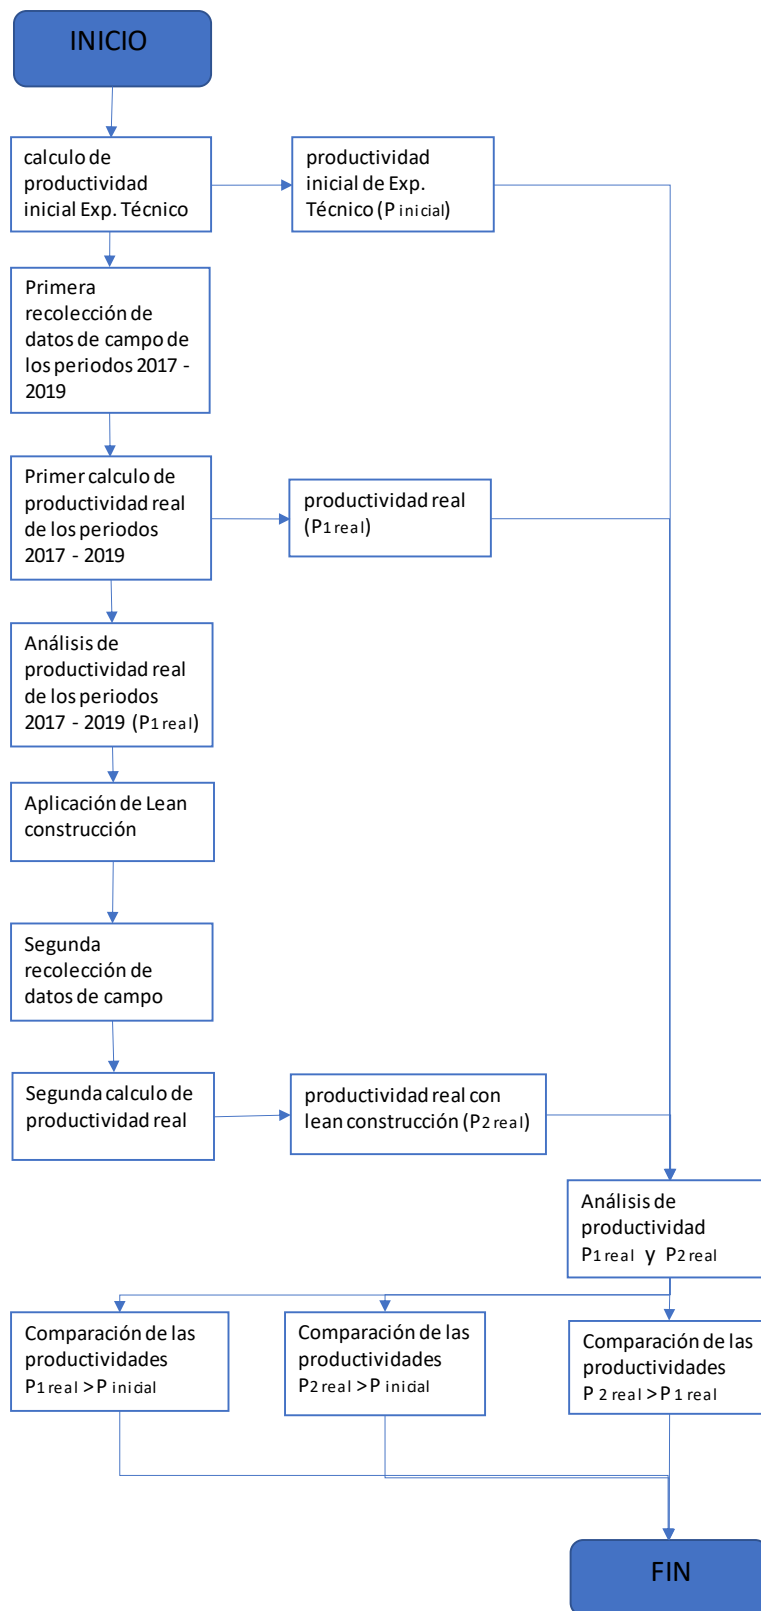 INICIO
calculo de
productividad
inicial Exp. Técnico
productividad
inicial de Exp.
Técnico (P inicial)
Primera
recolección de
datos de campo de
los periodos 2017 -
2019
Primer calculo de
productividad real
de los periodos
2017 - 2019
productividad real
(P1 real)
Análisis de
productividad real
de los periodos
2017 - 2019 (P1 real)
Aplicación de Lean
construcción
Segunda
recolección de
datos de campo
Segunda calculo de
productividad real
productividad real con
lean construcción (P2 real)
Análisis de
productividad
P1 real y P2 real
Comparación de las
productividades
P1 real > P inicial
Comparación de las
productividades
P2 real > P inicial
Comparación de las
productividades
P 2 real > P 1 real
FIN